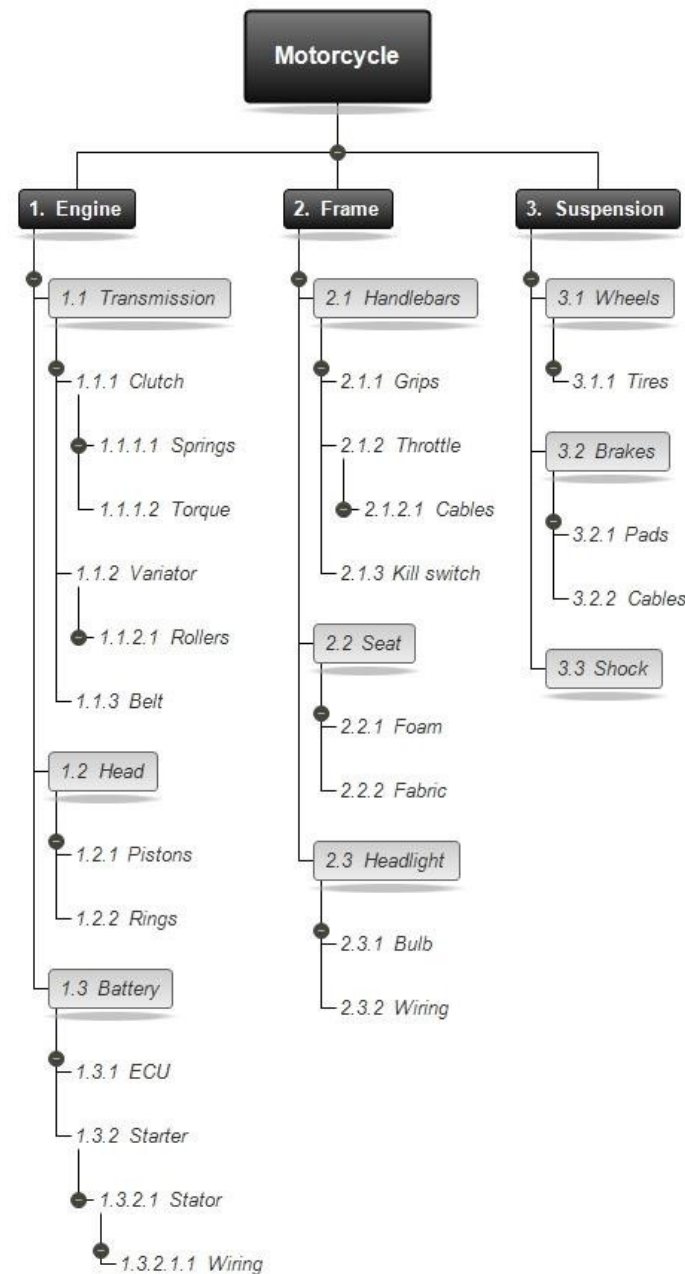 Motorcycle
1. Engine
1.1 Transmission
1.1.1 Clutch
1.1.1.1 Springs
1.1.1.2 Torque
1.1.2 Variator
1.1.2.1 Rollers
1.1.3 Belt
1.2 Head
1.2.1 Pistons
1.2.2 Rings
1.3 Battery
1.3.1 ECU
1.3.2 Starter
1.3.2.1 Stator
1.3.2.1.1 Wiring
2. Frame
2.1 Handlebars
2.1.1 Grips
2.1.2 Throttle
2.1.2.1 Cables
2.1.3 Kill switch
2.2 Seat
2.2.1 Foam
2.2.2 Fabric
2.3 Headlight
2.3.1 Bulb
2.3.2 Wiring
3. Suspension
3.1 Wheels
3.1.1 Tires
3.2 Brakes
3.2.1 Pads
3.2.2 Cables
3.3 Shock